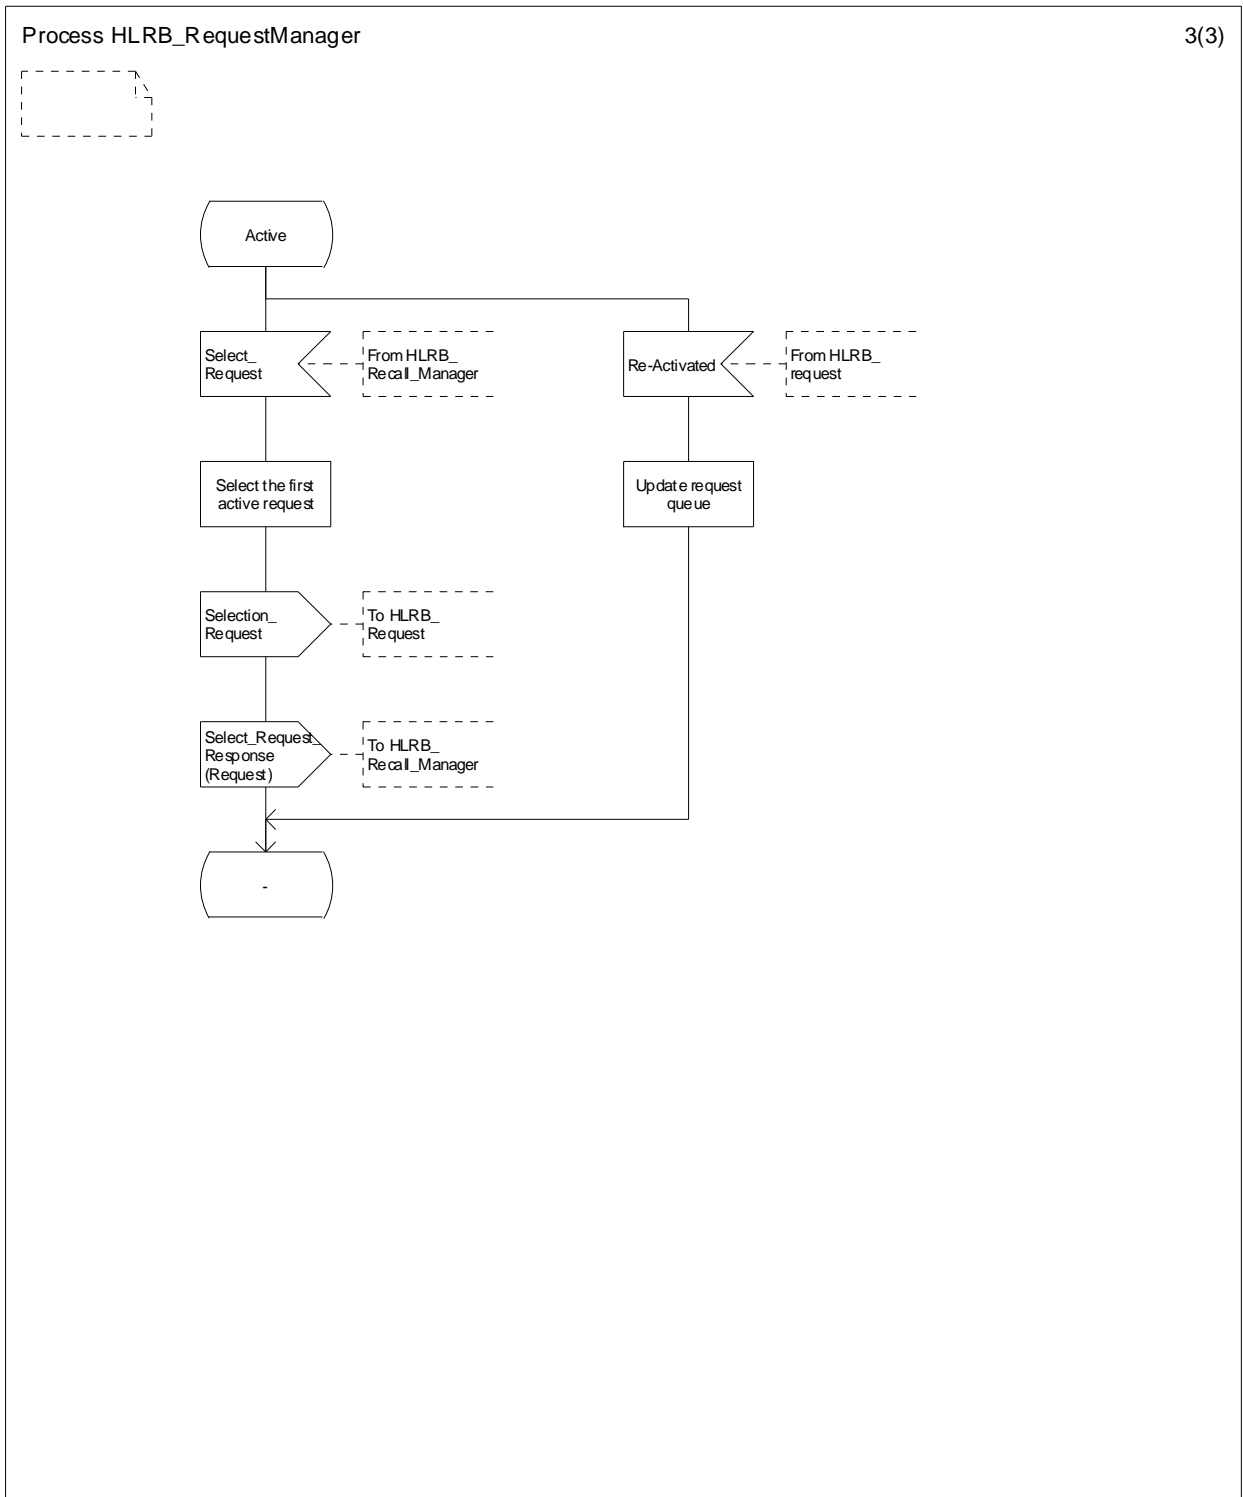 Process HLRB_RequestManager
3(3)
Active
Select_
Request
From HLRB_
Recall_Manager
Re-Activated
From HLRB_
request
Select the first
active request
Update request
queue
Selection_
Request
To HLRB_
Request
Select_Request_
Response
(Request)
To HLRB_
Recall_Manager
-